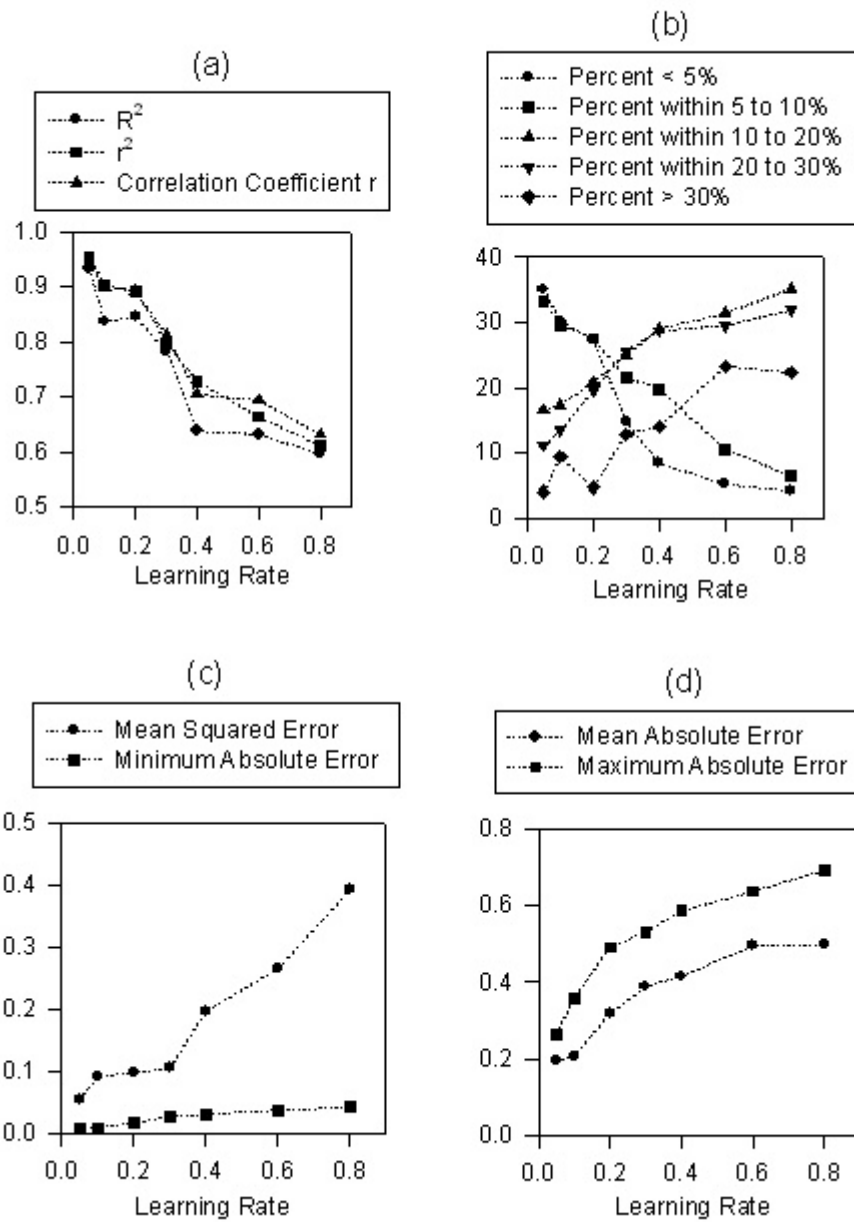 (a)
R²
r²
Correlation Coefficient r
1.0
0.9
0.8
0.7
0.6
0.5
0.0 0.2 0.4 0.6 0.8
Learning Rate
(b)
Percent < 5%
Percent within 5 to 10%
Percent within 10 to 20%
Percent within 20 to 30%
Percent > 30%
40
30
20
10
0
0.0 0.2 0.4 0.6 0.8
Learning Rate
(c)
Mean Squared Error
Minimum Absolute Error
0.5
0.4
0.3
0.2
0.1
0.0
0.0 0.2 0.4 0.6 0.8
Learning Rate
(d)
Mean Absolute Error
Maximum Absolute Error
0.8
0.6
0.4
0.2
0.0
0.0 0.2 0.4 0.6 0.8
Learning Rate